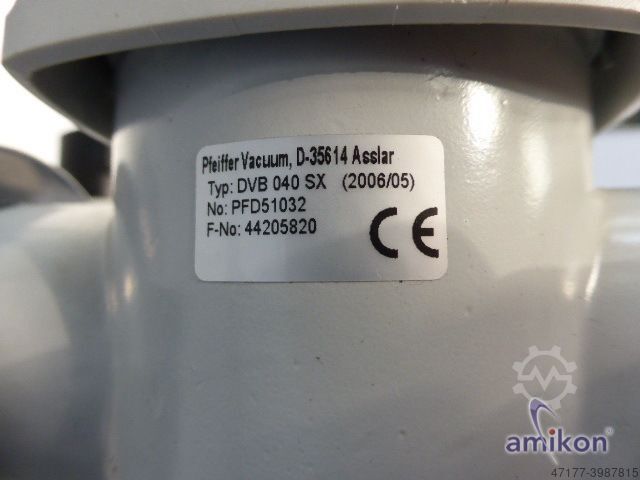 Pfeiffer Vacuum, D-35614 Asslar
Typ: DVB 040 SX (2006/05)
No: PFD51032
F-No: 44205820
CE
amikon
47177-3987815